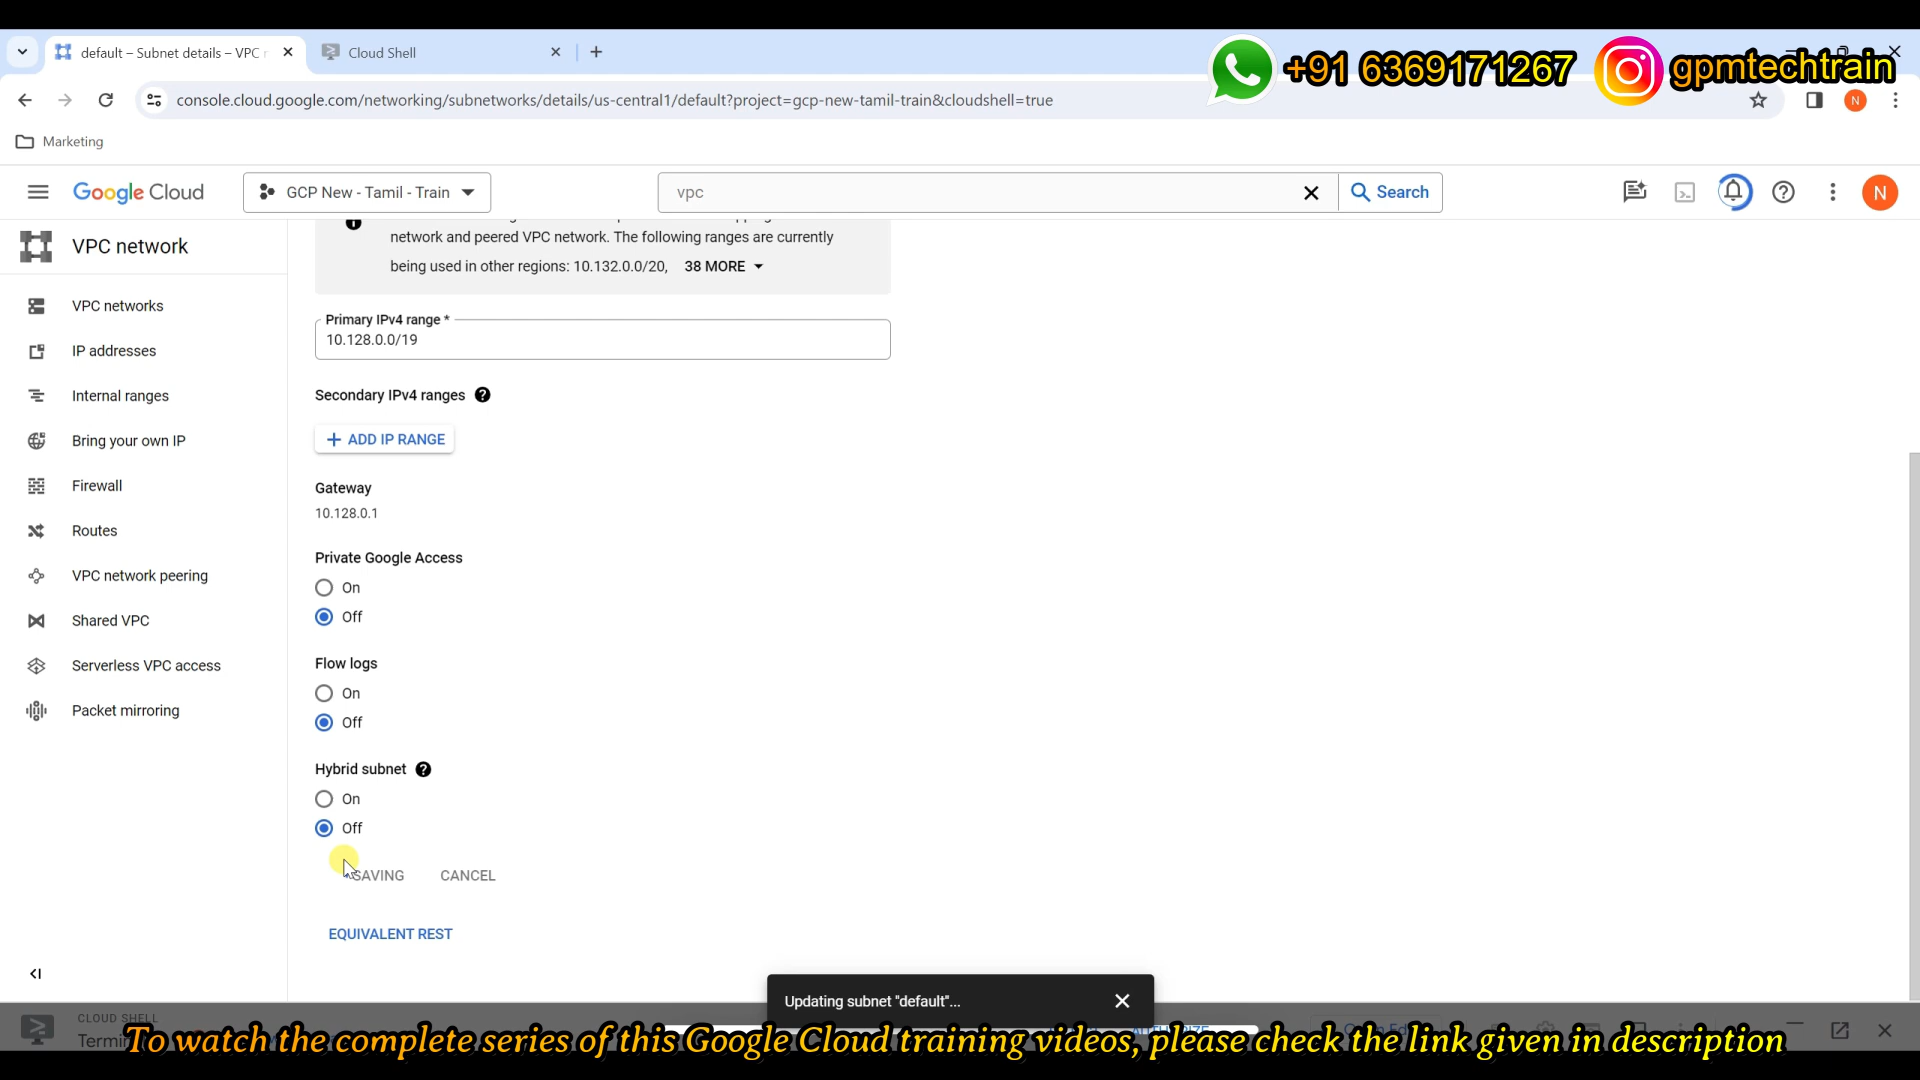 default – Subnet details – VPC
Cloud Shell
+91 6369171267
gpmtechtrain
console.cloud.google.com/networking/subnetworks/details/us-central1/default?project=gcp-new-tamil-train&cloudshell=true
N
Marketing
Google Cloud
GCP New - Tamil - Train
vpc
Search
N
VPC network
VPC networks
IP addresses
Internal ranges
Bring your own IP
Firewall
Routes
VPC network peering
Shared VPC
Serverless VPC access
Packet mirroring
network and peered VPC network. The following ranges are currently
being used in other regions: 10.132.0.0/20, 38 MORE
Primary IPv4 range *
10.128.0.0/19
Secondary IPv4 ranges
ADD IP RANGE
Gateway
10.128.0.1
Private Google Access
On
Off
Flow logs
On
Off
Hybrid subnet
On
Off
SAVING
CANCEL
EQUIVALENT REST
Updating subnet "default"...
CLOUD SHELL
To watch the complete series of this Google Cloud training videos, please check the link given in description